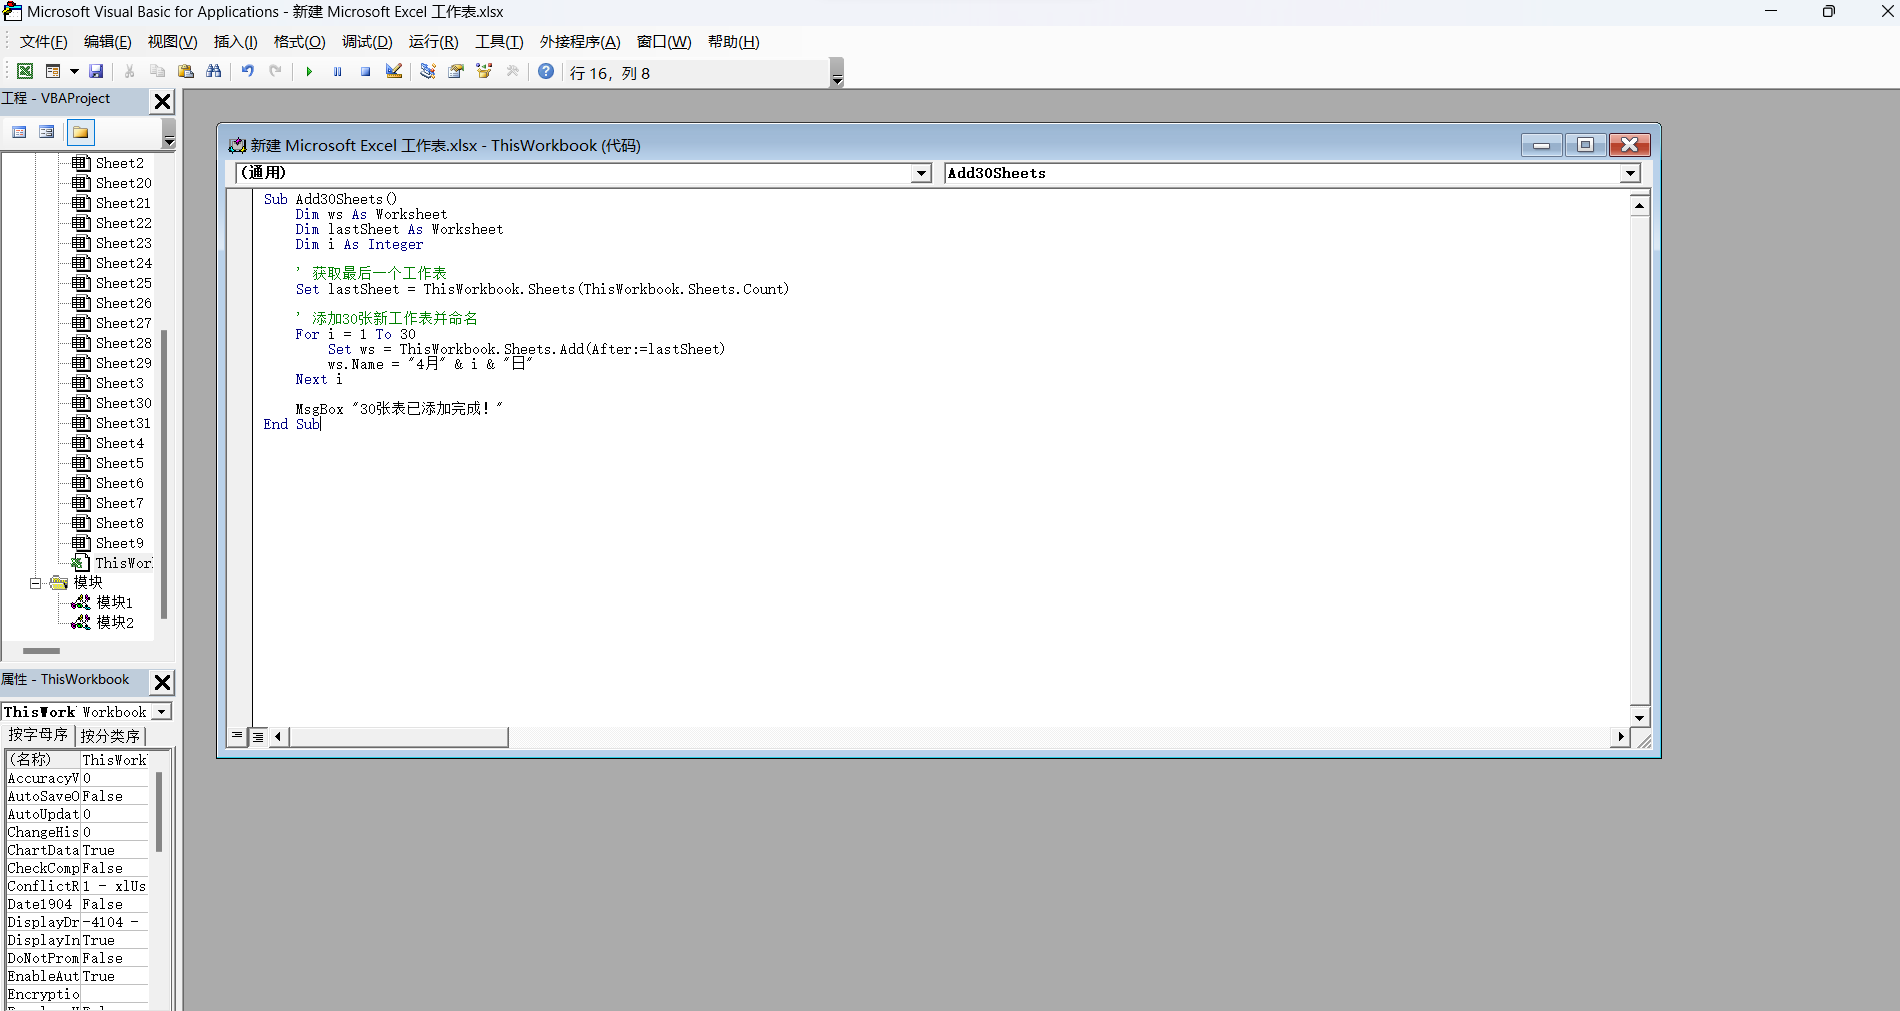 Microsoft Visual Basic for Applications - 新建 Microsoft Excel 工作表.xlsx
文件(F) 编辑(E) 视图(V) 插入(I) 格式(O) 调试(D) 运行(R) 工具(T) 外接程序(A) 窗口(W) 帮助(H)
行 16，列 8
工程 - VBAProject
Sheet2
Sheet20
Sheet21
Sheet22
Sheet23
Sheet24
Sheet25
Sheet26
Sheet27
Sheet28
Sheet29
Sheet3
Sheet30
Sheet31
Sheet4
Sheet5
Sheet6
Sheet7
Sheet8
Sheet9
ThisWor
模块
模块1
模块2
属性 - ThisWorkbook
ThisWork Workbook
按字母序 按分类序
(名称) ThisWork
AccuracyV 0
AutoSaveO False
AutoUpdat 0
ChangeHis 0
ChartData True
CheckComp False
ConflictR 1 - xlUs
Date1904 False
DisplayDr -4104 -
DisplayIn True
DoNotProm False
EnableAut True
Encryptio
新建 Microsoft Excel 工作表.xlsx - ThisWorkbook (代码)
(通用) Add30Sheets
Sub Add30Sheets()
Dim ws As Worksheet
Dim lastSheet As Worksheet
Dim i As Integer
' 获取最后一个工作表
Set lastSheet = ThisWorkbook.Sheets(ThisWorkbook.Sheets.Count)
' 添加30张新工作表并命名
For i = 1 To 30
Set ws = ThisWorkbook.Sheets.Add(After:=lastSheet)
ws.Name = "4月" & i & "日"
Next i
MsgBox "30张表已添加完成！"
End Sub